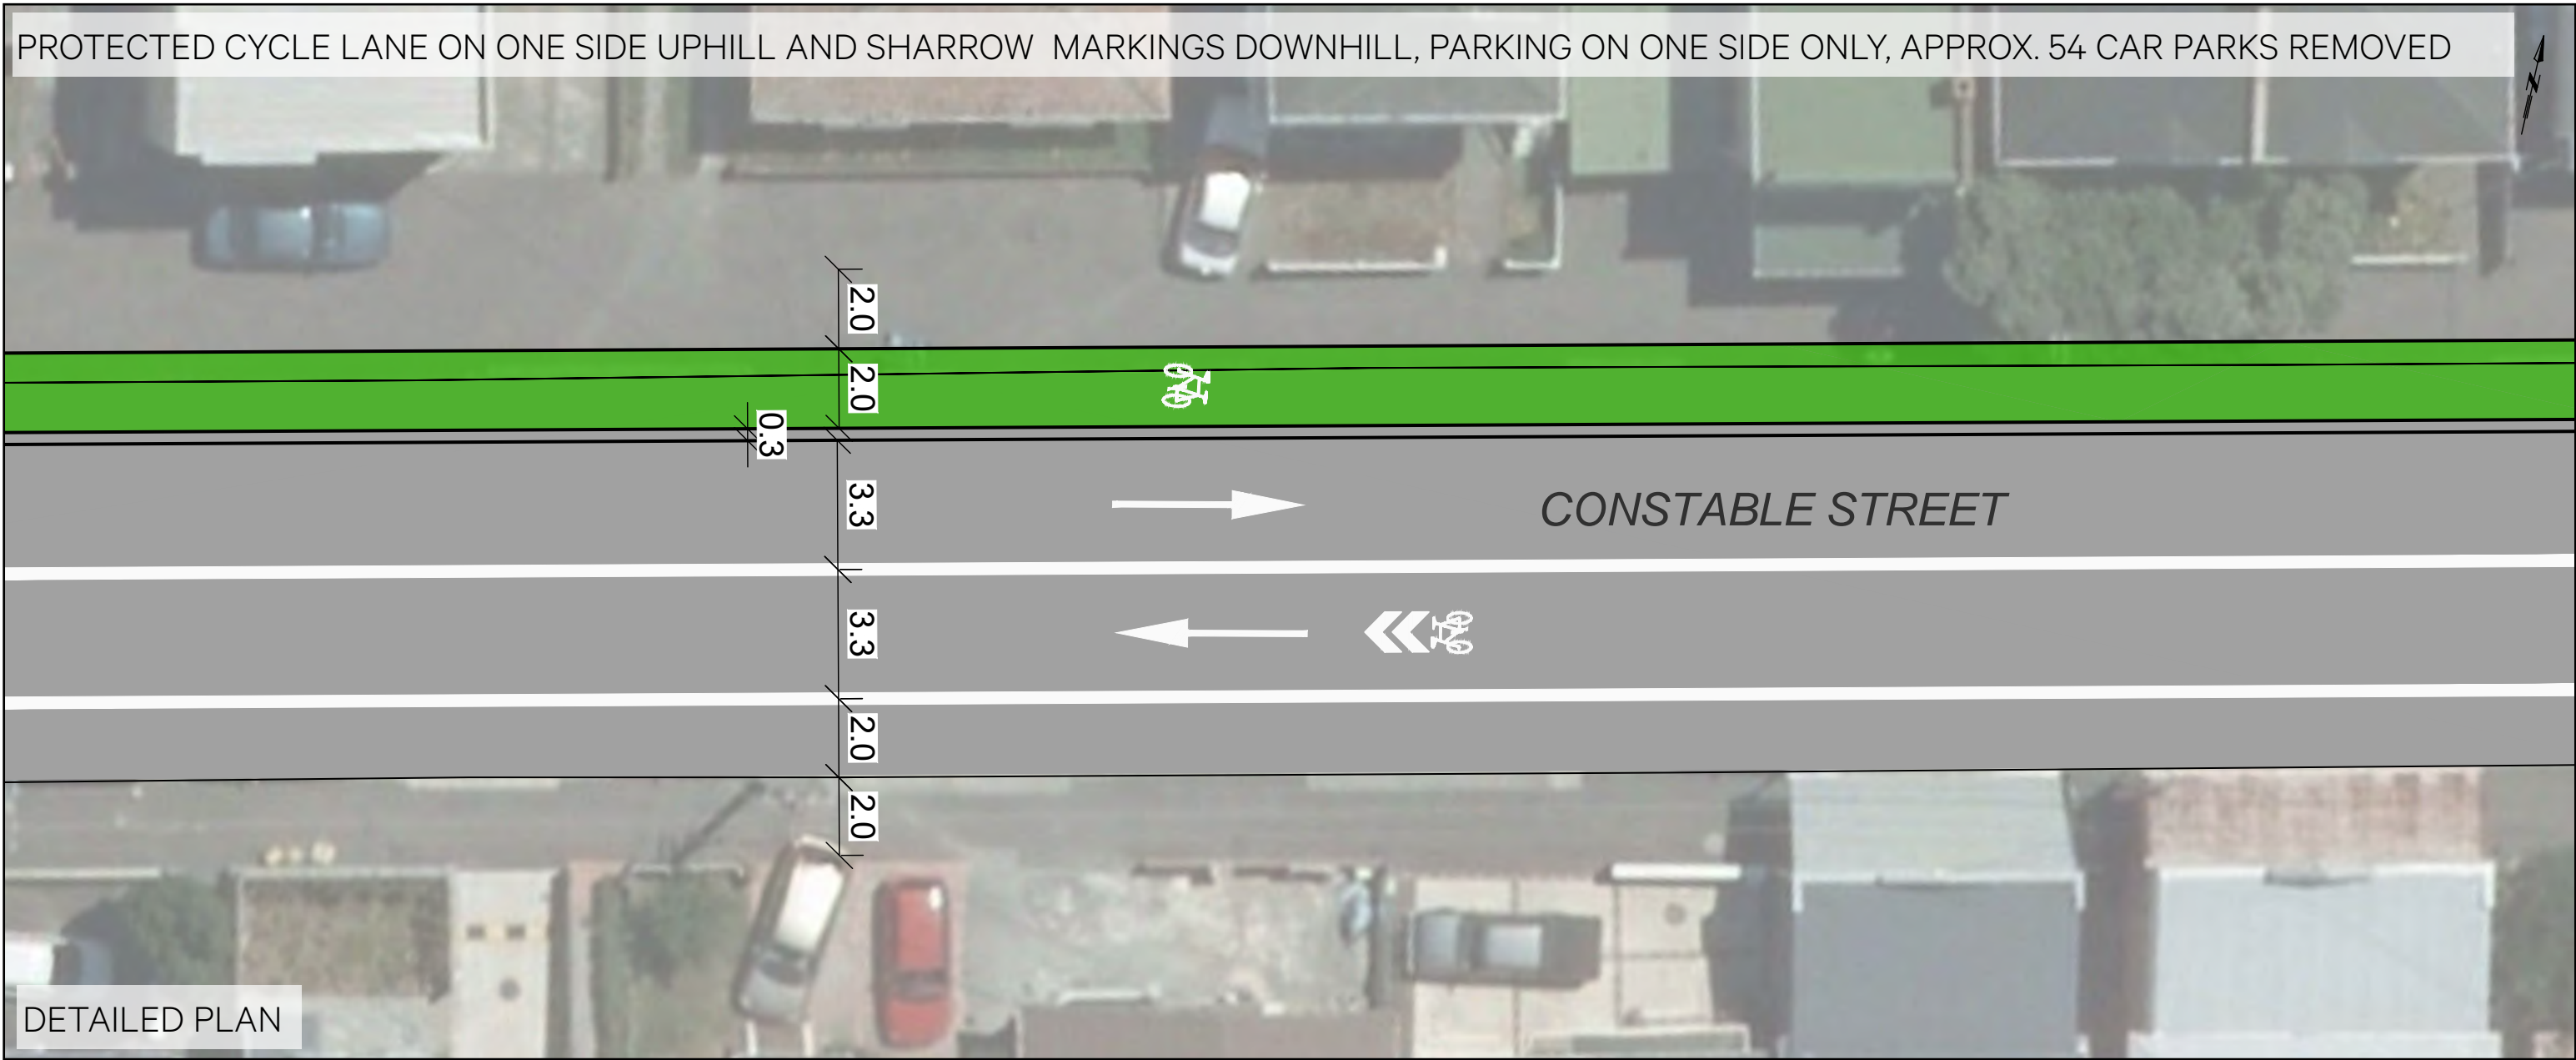 PROTECTED CYCLE LANE ON ONE SIDE UPHILL AND SHARROW MARKINGS DOWNHILL, PARKING ON ONE SIDE ONLY, APPROX. 54 CAR PARKS REMOVED
N
2.0
2.0
0.3
3.3
CONSTABLE STREET
3.3
2.0
2.0
DETAILED PLAN